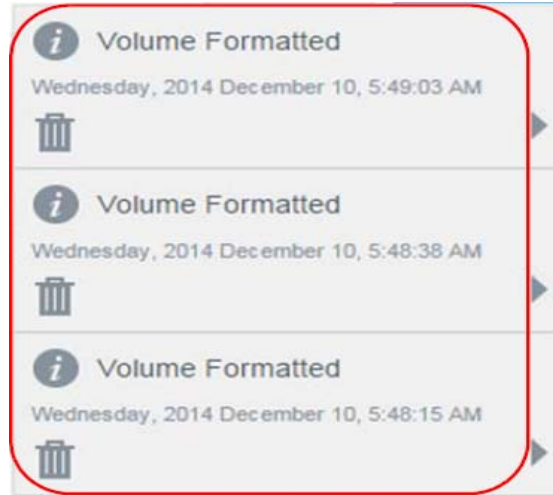 Volume Formatted
Wednesday, 2014 December 10, 5:49:03 AM
Volume Formatted
Wednesday, 2014 December 10, 5:48:38 AM
Volume Formatted
Wednesday, 2014 December 10, 5:48:15 AM